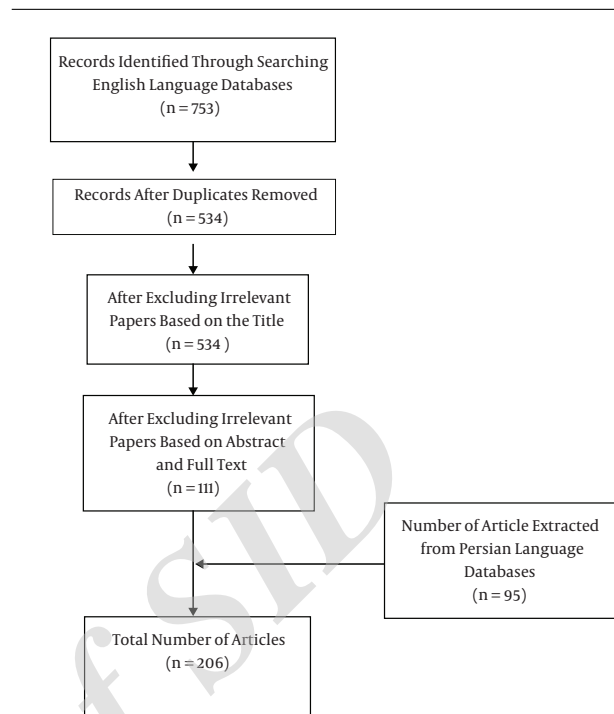 Records Identified Through Searching
English Language Databases
(n = 753)
Records After Duplicates Removed
(n = 534)
After Excluding Irrelevant
Papers Based on the Title
(n = 534 )
After Excluding Irrelevant
Papers Based on Abstract
and Full Text
(n = 111)
Number of Article Extracted
from Persian Language
Databases
(n = 95)
Total Number of Articles
(n = 206)
f SID